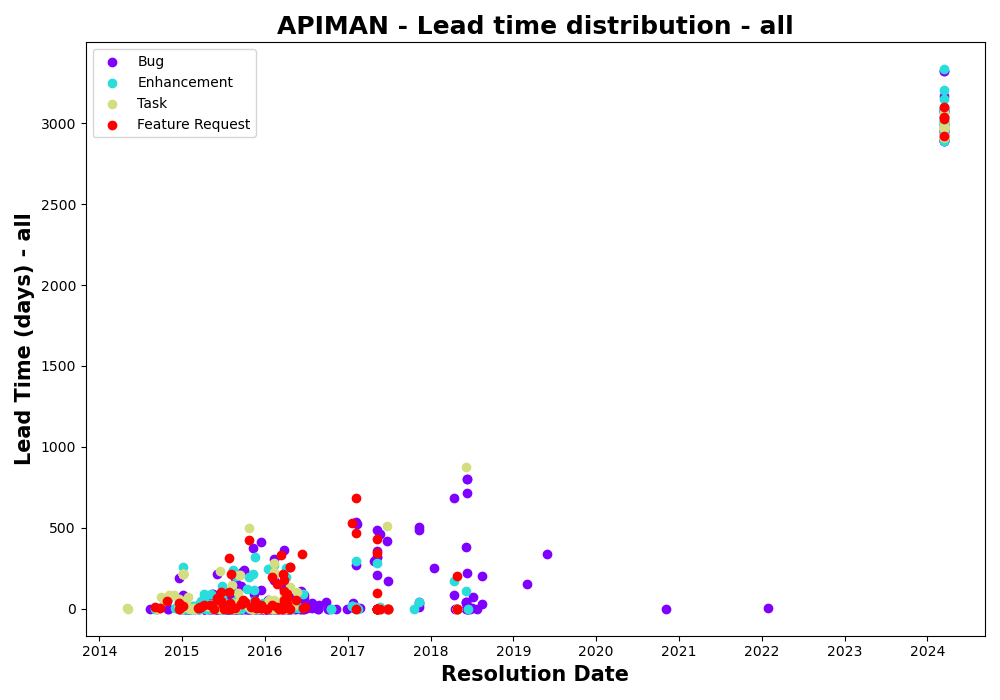 APIMAN - Lead time distribution - all
Bug
Enhancement
Task
Feature Request
Lead Time (days) - all
3000
2500
2000
1500
1000
500
0
2014 2015 2016 2017 2018 2019 2020 2021 2022 2023 2024
Resolution Date